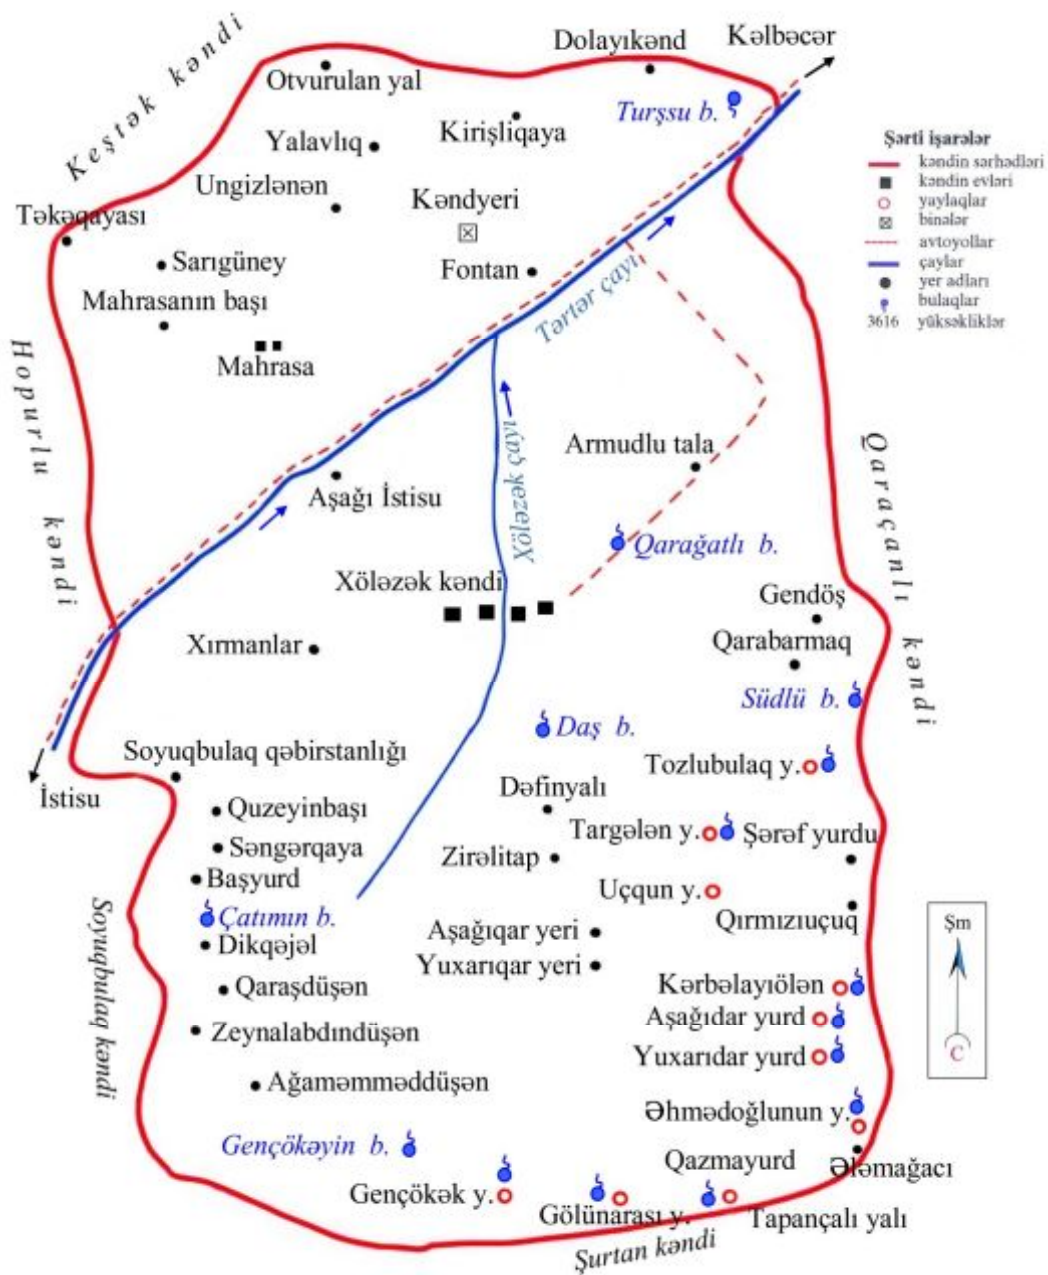 Kəlbəcər
Dolayıkənd
Otvurulan yal
Keştək kəndi
Turşsu b.
Kirişliqaya
Yalavlıq
Şərti işarələr
kəndin sərhədləri
kəndin evləri
yaylaqlar
binələr
avtoyollar
çaylar
yer adları
bulaqlar
3616 yüksəkliklər
Ungizlənən
Kəndyeri
Təkəqayası
Sarıgüney
Fontan
Mahrasanın başı
Tərtər çayı
Mahrasa
Hopurlu kəndi
Xöləzək çayı
Armudlu tala
Qaraçanlı kəndi
Aşağı İstisu
Qarağatlı b.
Xöləzək kəndi
Gendöş
Xırmanlar
Qarabarmaq
Südlü b.
Daş b.
Soyuqbulaq qəbirstanlığı
Tozlubulaq y.
İstisu
Dəfinyalı
Quzeyinbaşı
Targələn y.
Şərəf yurdu
Səngərqaya
Zirəlitap
Başyurd
Uçqun y.
Çatımın b.
Qırmızıuçuq
Soyuqbulaq kəndi
Şm
Dikqəjəl
Aşağıqar yeri
Yuxarıqar yeri
Qaraşdüşən
Kərbəlayıölən
Aşağıdar yurd
Zeynalabdındüşən
Yuxarıdar yurd
C
Ağaməmməddüşən
Əhmədoğlunun y.
Gençökəyin b.
Qazmayurd
Ələmağacı
Gençökək y.
Gölünarası y.
Tapançalı yalı
Şurtan kəndi